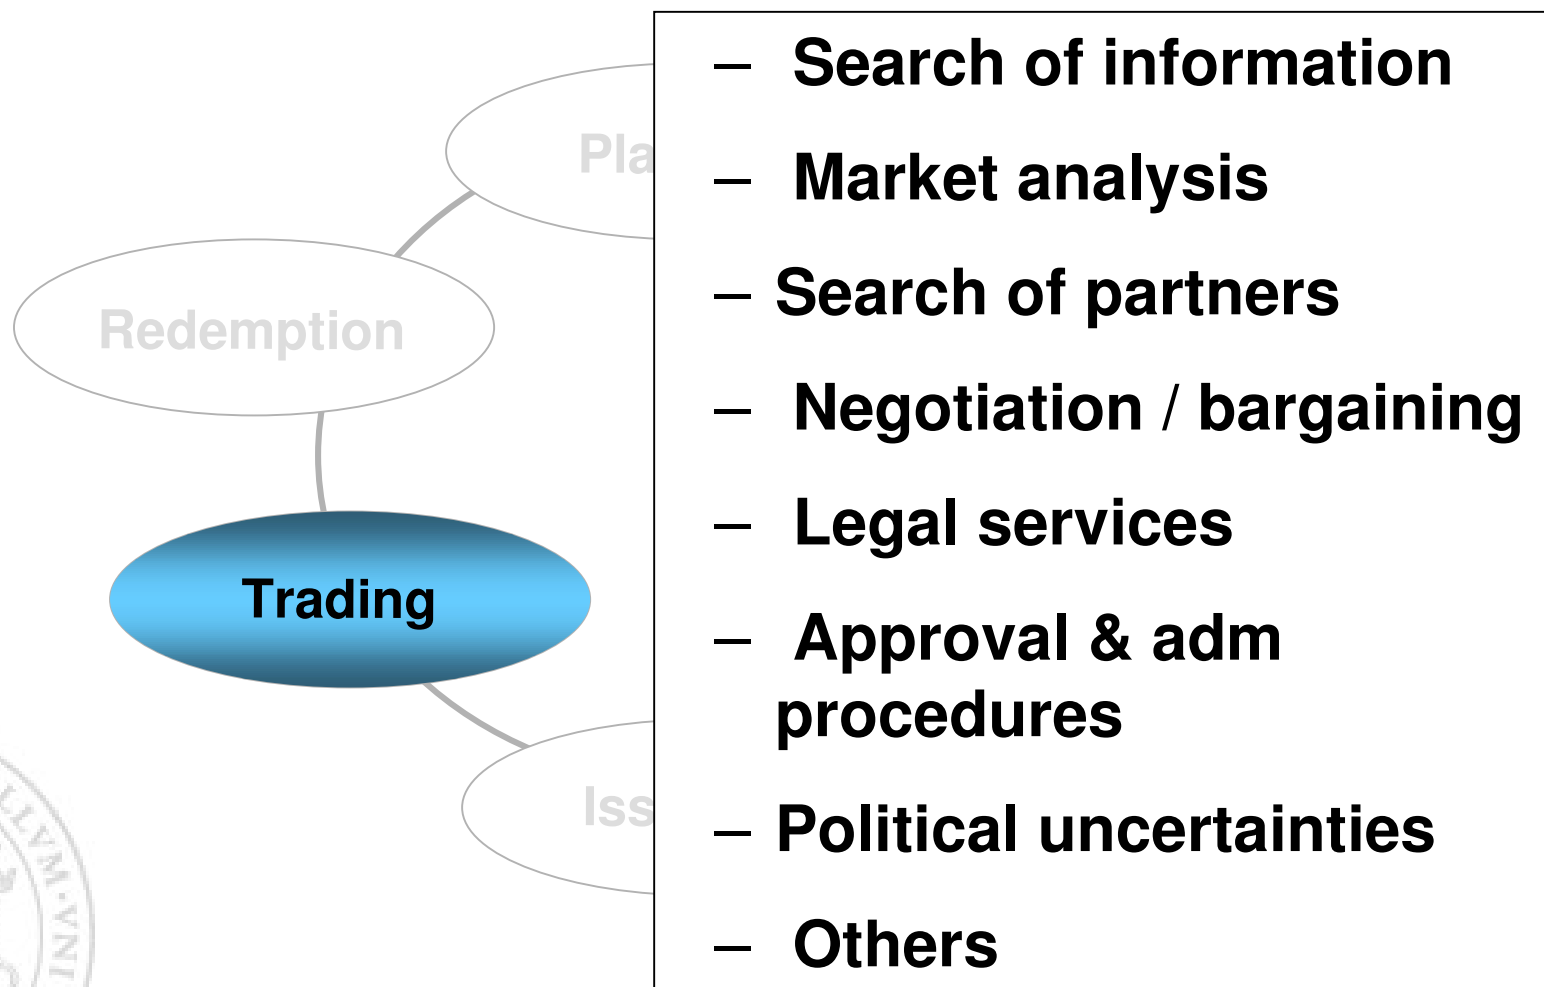 – Search of information
– Market analysis
– Search of partners
– Negotiation / bargaining
– Legal services
– Approval & adm
procedures
– Political uncertainties
– Others
Pla
Redemption
Trading
Iss